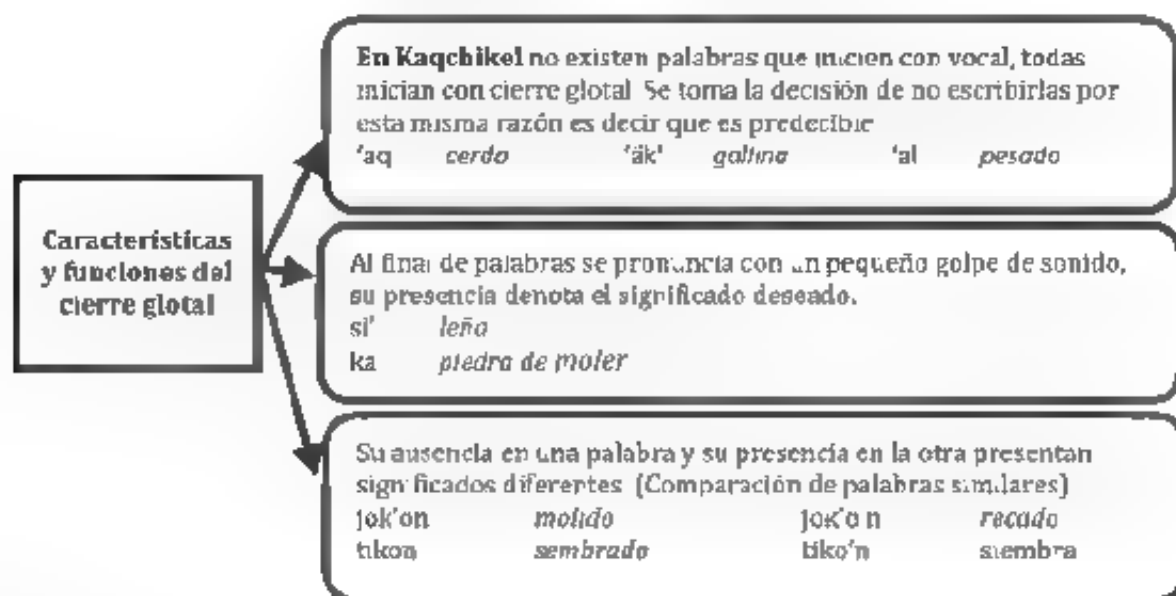 En Kaqchikel no existen palabras que inicien con vocal, todas
inician con cierre glotal Se toma la decisión de no escribirlas por
esta misma razón es decir que es predecible
'aq cerdo 'äk' gallina 'al pesado
Características
y funciones del
cierre glotal
Al final de palabras se pronuncia con un pequeño golpe de sonido,
su presencia denota el significado deseado.
si' leña
ka piedra de moler
Su ausencia en una palabra y su presencia en la otra presentan
significados diferentes (Comparación de palabras similares)
jok'on molido jok'o'n recado
tikon sembrado tiko'n siembra